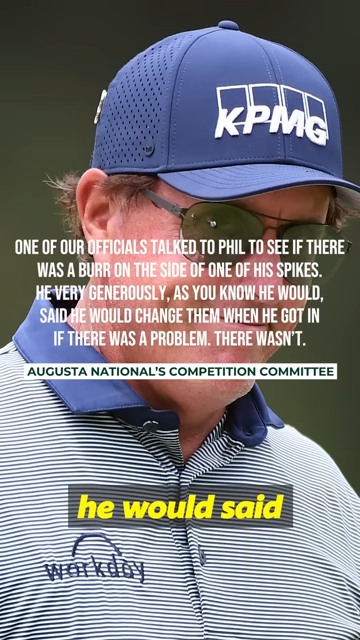 KPMG
ONE OF OUR OFFICIALS TALKED TO PHIL TO SEE IF THERE
WAS A BURR ON THE SIDE OF ONE OF HIS SPIKES.
HE VERY GENEROUSLY, AS YOU KNOW HE WOULD,
SAID HE WOULD CHANGE THEM WHEN HE GOT IN
IF THERE WAS A PROBLEM. THERE WASN'T.
AUGUSTA NATIONAL'S COMPETITION COMMITTEE
he would said
workday